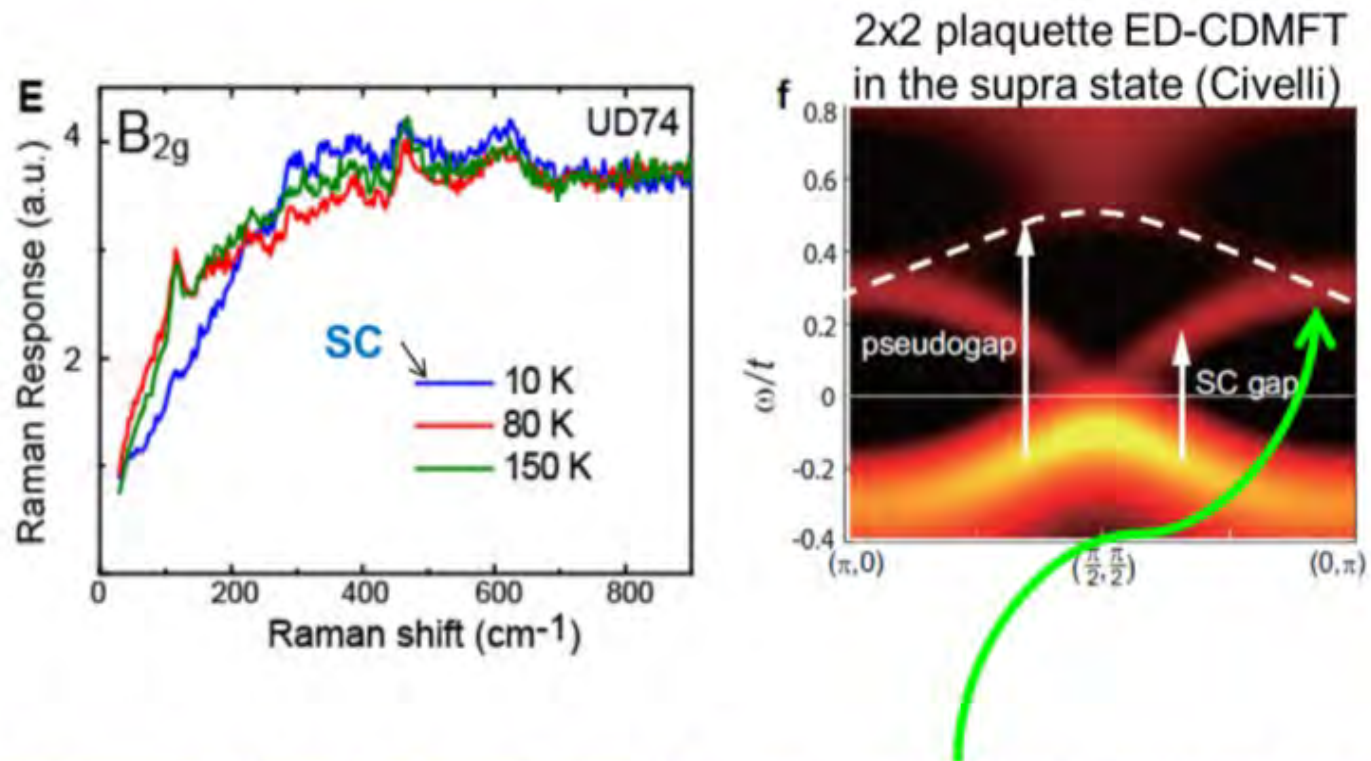 E
B2g
UD74
4
2
Raman Response (a.u.)
SC
10 K
80 K
150 K
0
200
400
600
800
Raman shift (cm-1)
2x2 plaquette ED-CDMFT
in the supra state (Civelli)
f
0.8
0.6
0.4
0.2
0
-0.2
-0.4
ω/t
pseudogap
SC gap
(π,0)
(π/2,π/2)
(0,π)